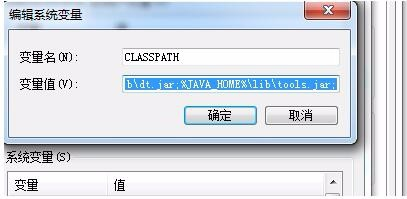 编辑系统变量
变量名(N): CLASSPATH
变量值(V): b\dt.jar;%JAVA_HOME%\lib\tools.jar;
确定 取消
系统变量(S)
变量 值